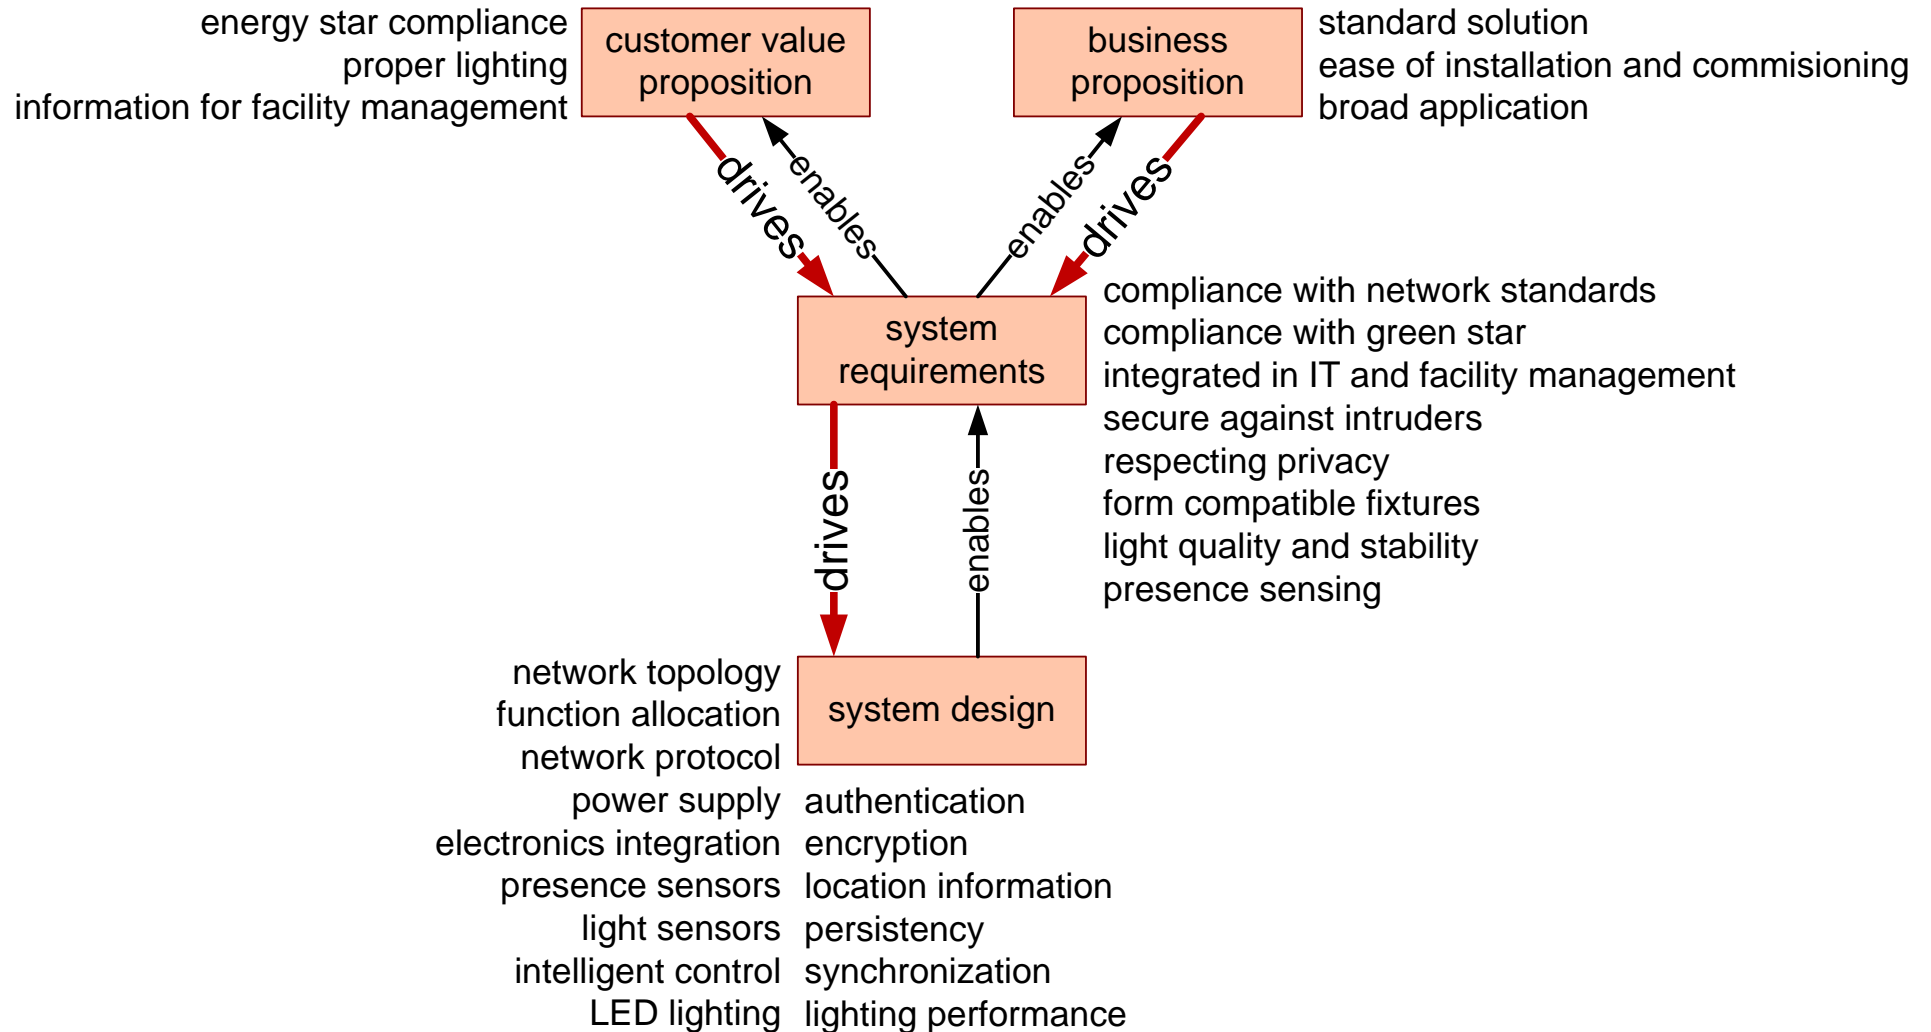 energy star compliance
proper lighting
information for facility management
customer value
proposition
business
proposition
standard solution
ease of installation and commisioning
broad application
drives
enables
enables
drives
system
requirements
compliance with network standards
compliance with green star
integrated in IT and facility management
secure against intruders
respecting privacy
form compatible fixtures
light quality and stability
presence sensing
drives
enables
system design
network topology
function allocation
network protocol
power supply
electronics integration
presence sensors
light sensors
intelligent control
LED lighting
authentication
encryption
location information
persistency
synchronization
lighting performance